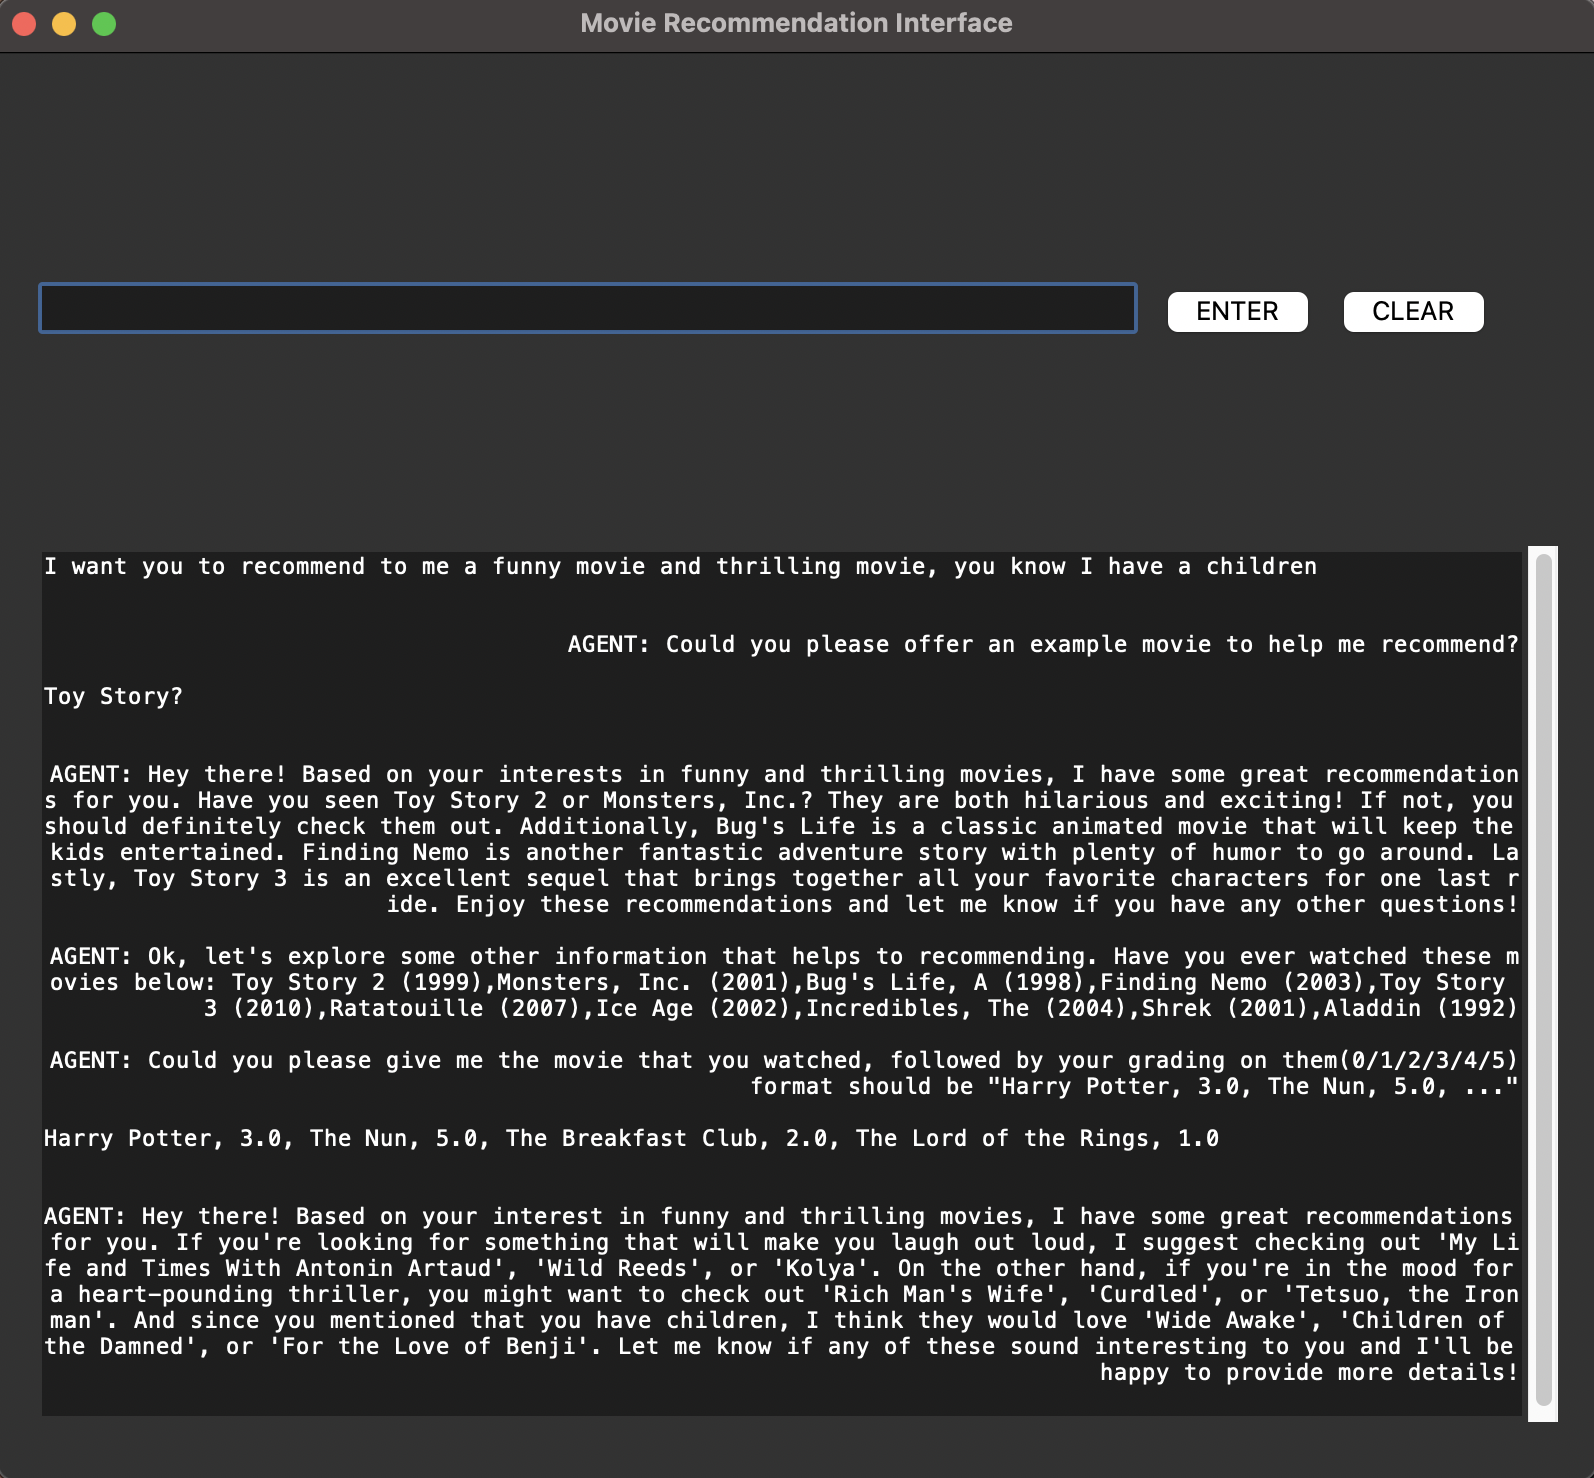 Movie Recommendation Interface
ENTER
CLEAR
I want you to recommend to me a funny movie and thrilling movie, you know I have a children
AGENT: Could you please offer an example movie to help me recommend?
Toy Story?
AGENT: Hey there! Based on your interests in funny and thrilling movies, I have some great recommendation
s for you. Have you seen Toy Story 2 or Monsters, Inc.? They are both hilarious and exciting! If not, you
should definitely check them out. Additionally, Bug's Life is a classic animated movie that will keep the
kids entertained. Finding Nemo is another fantastic adventure story with plenty of humor to go around. La
stly, Toy Story 3 is an excellent sequel that brings together all your favorite characters for one last r
ide. Enjoy these recommendations and let me know if you have any other questions!
AGENT: Ok, let's explore some other information that helps to recommending. Have you ever watched these m
ovies below: Toy Story 2 (1999),Monsters, Inc. (2001),Bug's Life, A (1998),Finding Nemo (2003),Toy Story
3 (2010),Ratatouille (2007),Ice Age (2002),Incredibles, The (2004),Shrek (2001),Aladdin (1992)
AGENT: Could you please give me the movie that you watched, followed by your grading on them(0/1/2/3/4/5)
format should be "Harry Potter, 3.0, The Nun, 5.0, ..."
Harry Potter, 3.0, The Nun, 5.0, The Breakfast Club, 2.0, The Lord of the Rings, 1.0
AGENT: Hey there! Based on your interest in funny and thrilling movies, I have some great recommendations
for you. If you're looking for something that will make you laugh out loud, I suggest checking out 'My Li
fe and Times With Antonin Artaud', 'Wild Reeds', or 'Kolya'. On the other hand, if you're in the mood for
a heart-pounding thriller, you might want to check out 'Rich Man's Wife', 'Curdled', or 'Tetsuo, the Iron
man'. And since you mentioned that you have children, I think they would love 'Wide Awake', 'Children of
the Damned', or 'For the Love of Benji'. Let me know if any of these sound interesting to you and I'll be
happy to provide more details!